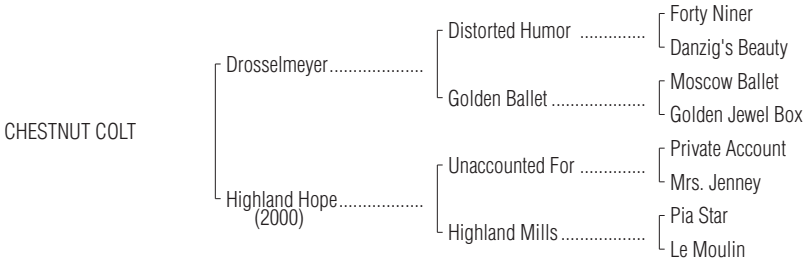 Forty Niner
Distorted Humor ..............
Danzig's Beauty
Drosselmeyer....................
Moscow Ballet
Golden Ballet ....................
Golden Jewel Box
CHESTNUT COLT
Private Account
Unaccounted For ..............
Mrs. Jenney
Highland Hope..................
(2000)
Pia Star
Highland Mills..................
Le Moulin